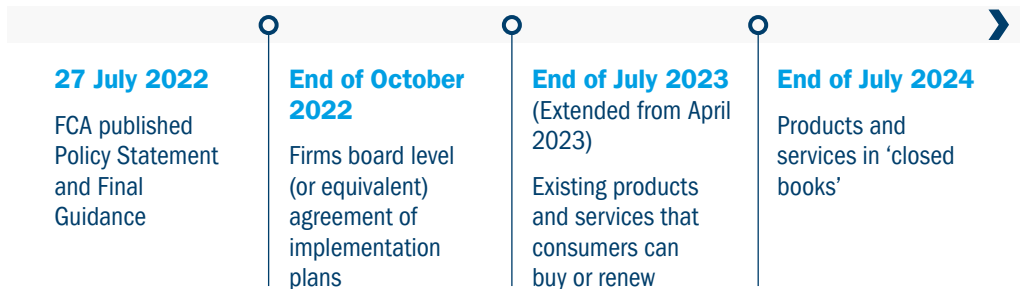 27 July 2022
FCA published
Policy Statement
and Final
Guidance
End of October
2022
Firms board level
(or equivalent)
agreement of
implementation
plans
End of July 2023
(Extended from April
2023)
Existing products
and services that
consumers can
buy or renew
End of July 2024
Products and
services in ‘closed
books’